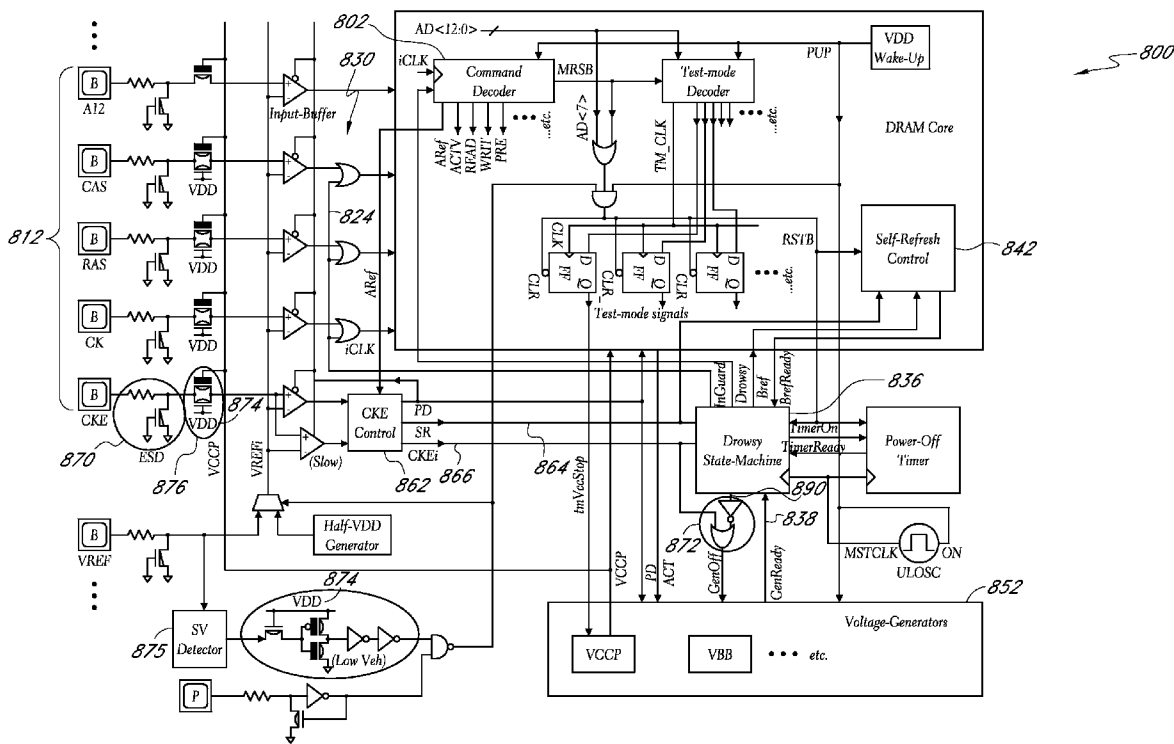 800
802
AD<12:0>
PUP
VDD
Wake-Up
DRAM Core
iCLK
830
Command
Decoder
MRSB
Test-mode
Decoder
B
A12
Input-Buffer
...etc.
...etc.
ARef
ACTV
READ
WRIT
PRE
AD<7>
TM_CLK
B
CAS
VDD
824
812
B
RAS
VDD
ARef
CLK
D
Q
FF
CLR
D
Q
FF
CLR
D
Q
FF
CLR
...etc.
RSTB
Self-Refresh
Control
842
Test-mode signals
B
CK
VDD
iCLK
B
CKE
VDD
874
870
ESD
876
VCCP
VREFi
(Slow)
CKE
Control
862
PD
SR
CKEi
866
864
InGuard
Drowsy
Bref
BrefReady
836
Drowsy
State-Machine
TimerOn
TimerReady
Power-Off
Timer
890
838
872
tmVccStop
VCCP
PD
ACT
GenOff
GenReady
MSTCLK
ON
ULOSC
852
B
VREF
Half-VDD
Generator
874
VDD
875
SV
Detector
(Low Veh)
P
Voltage-Generators
VCCP
VBB
etc.